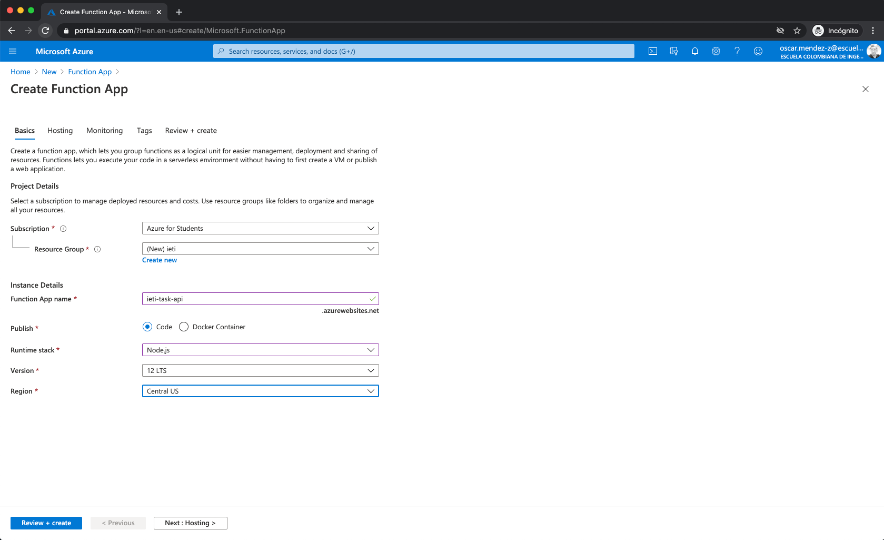 Create Function App - Microso
portal.azure.com/?l=en.en-us#create/Microsoft.FunctionApp
Incógnito
Microsoft Azure
Search resources, services, and docs (G+/)
oscar.mendez-z@escuel...
ESCUELA COLOMBIANA DE INGE...
Home > New > Function App >
Create Function App
Basics Hosting Monitoring Tags Review + create
Create a function app, which lets you group functions as a logical unit for easier management, deployment and sharing of
resources. Functions lets you execute your code in a serverless environment without having to first create a VM or publish
a web application.
Project Details
Select a subscription to manage deployed resources and costs. Use resource groups like folders to organize and manage
all your resources.
Subscription * Azure for Students
Resource Group * (New) ieti
Create new
Instance Details
Function App name * ieti-task-api
.azurewebsites.net
Publish * Code Docker Container
Runtime stack * Node.js
Version * 12 LTS
Region * Central US
Review + create < Previous Next : Hosting >